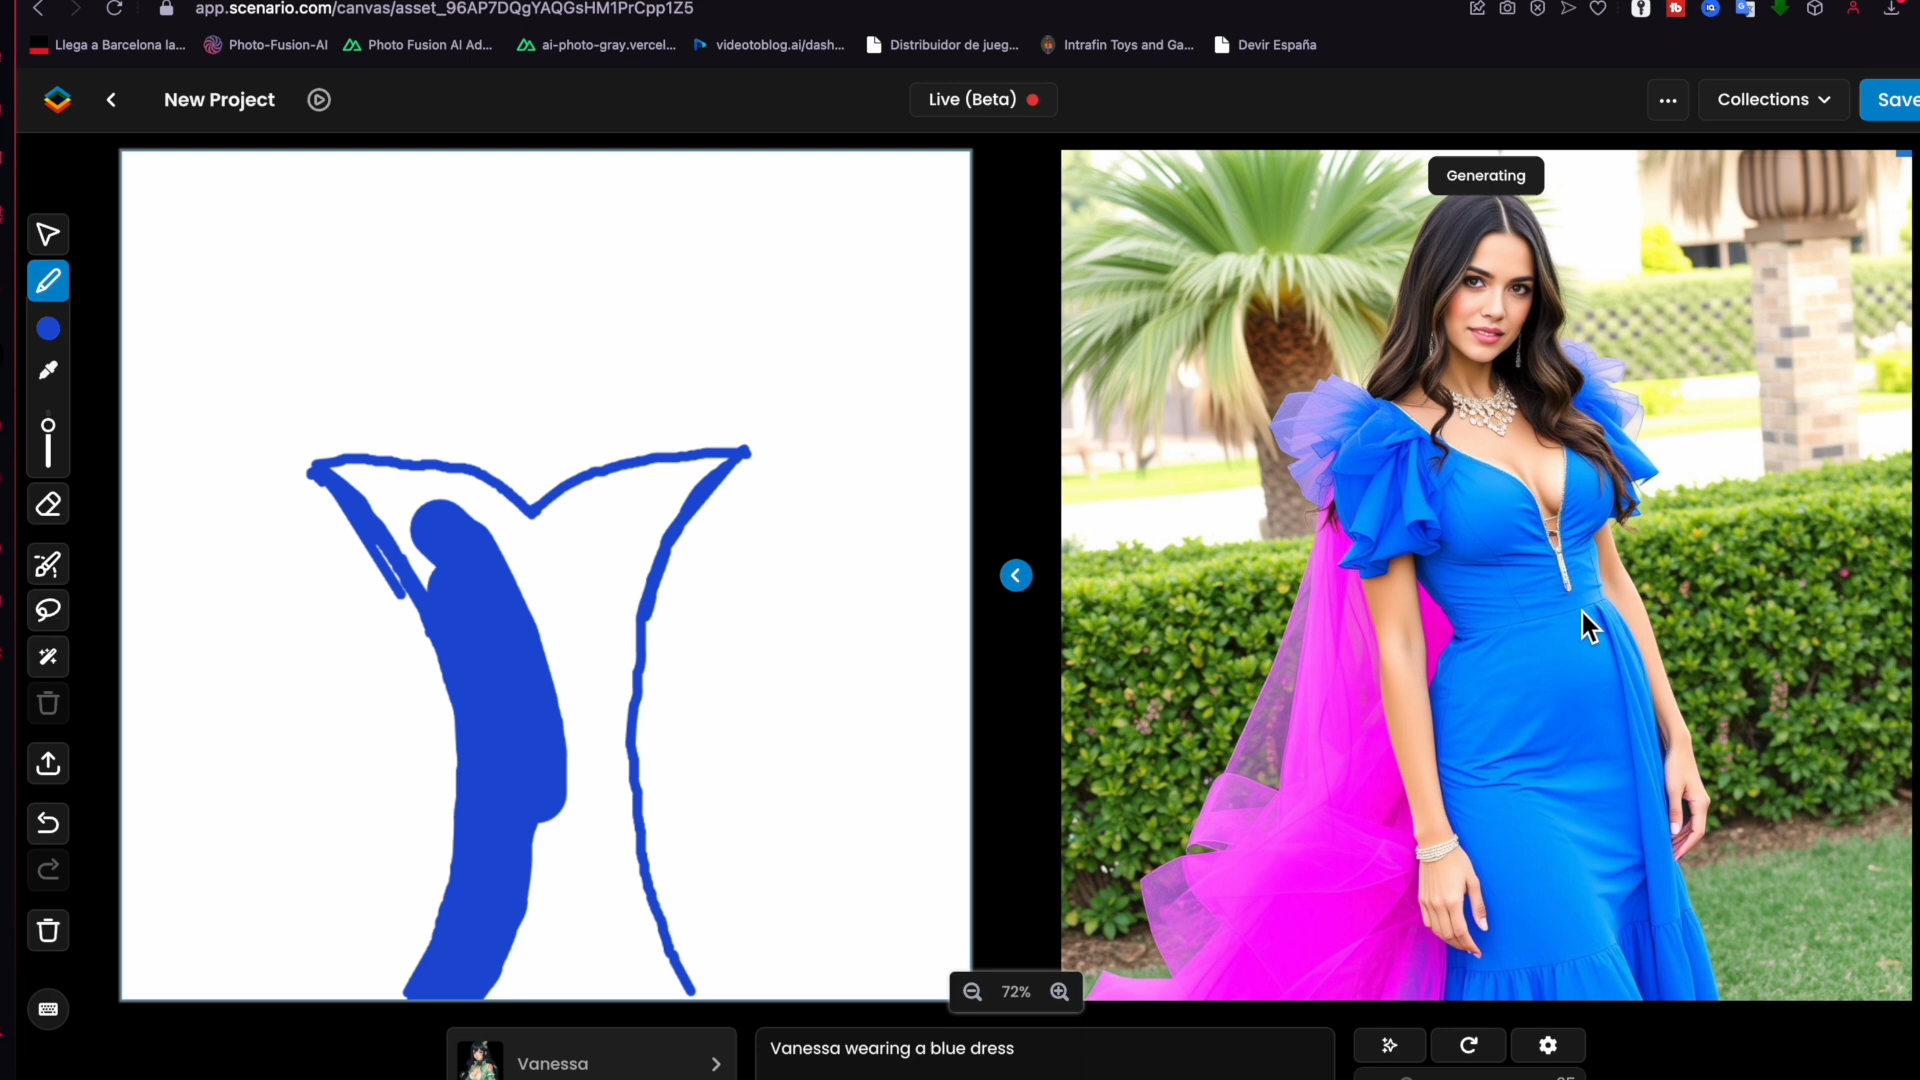 app.scenario.com/canvas/asset_96AP7DQgYAQGsHM1PrCpp1Z5
Llega a Barcelona la...
Photo-Fusion-AI
Photo Fusion AI Ad...
ai-photo-gray.vercel...
videotoblog.ai/dash...
Distribuidor de jueg...
Intrafin Toys and Ga...
Devir España
New Project
Live (Beta)
Collections
Save
Generating
72%
Vanessa
Vanessa wearing a blue dress